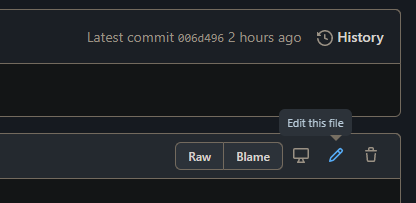 Latest commit 006d496 2 hours ago History
Edit this file
Raw Blame